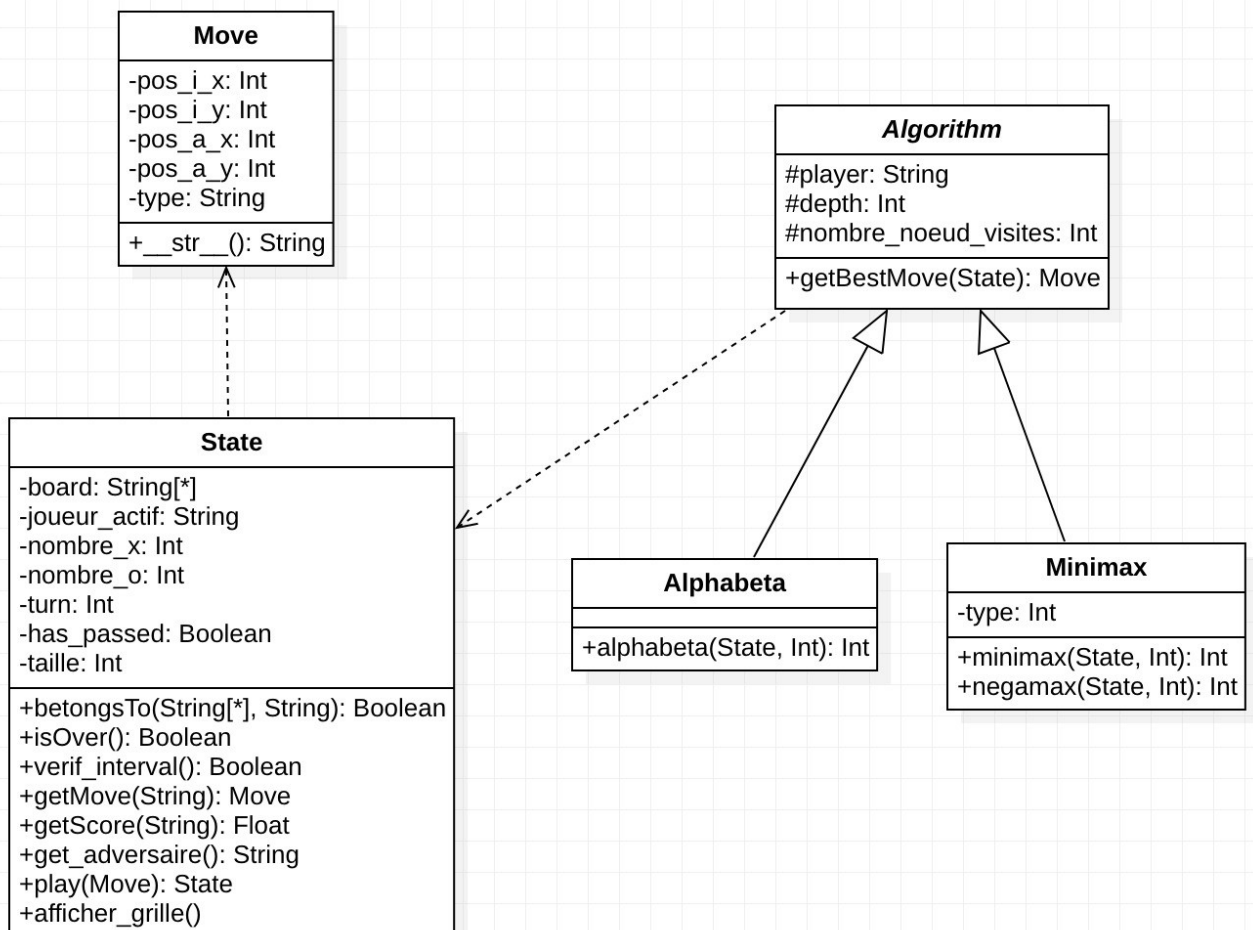 Move
-pos_i_x: Int
-pos_i_y: Int
-pos_a_x: Int
-pos_a_y: Int
-type: String
+__str__(): String
Algorithm
#player: String
#depth: Int
#nombre_noeud_visites: Int
+getBestMove(State): Move
State
-board: String[*]
-joueur_actif: String
-nombre_x: Int
-nombre_o: Int
-turn: Int
-has_passed: Boolean
-taille: Int
+betongsTo(String[*], String): Boolean
+isOver(): Boolean
+verif_interval(): Boolean
+getMove(String): Move
+getScore(String): Float
+get_adversaire(): String
+play(Move): State
+afficher_grille()
Alphabeta
+alphabeta(State, Int): Int
Minimax
-type: Int
+minimax(State, Int): Int
+negamax(State, Int): Int